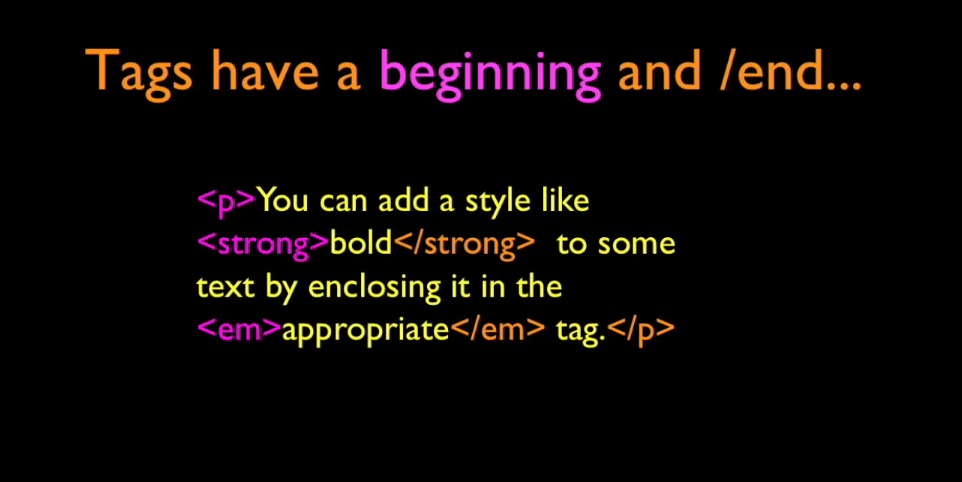 Tags have a beginning and /end...
<p>You can add a style like
<strong>bold</strong> to some
text by enclosing it in the
<em>appropriate</em> tag.</p>